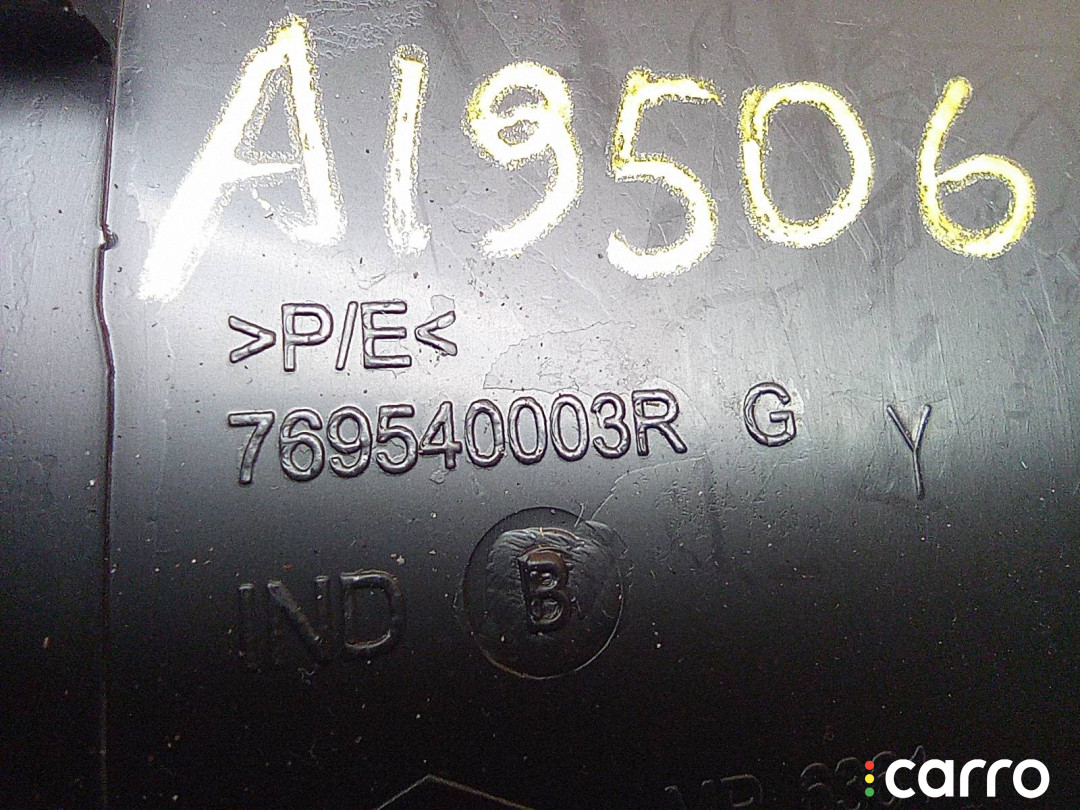 A19506
>P/E<
769540003R G Y
IND B
carro